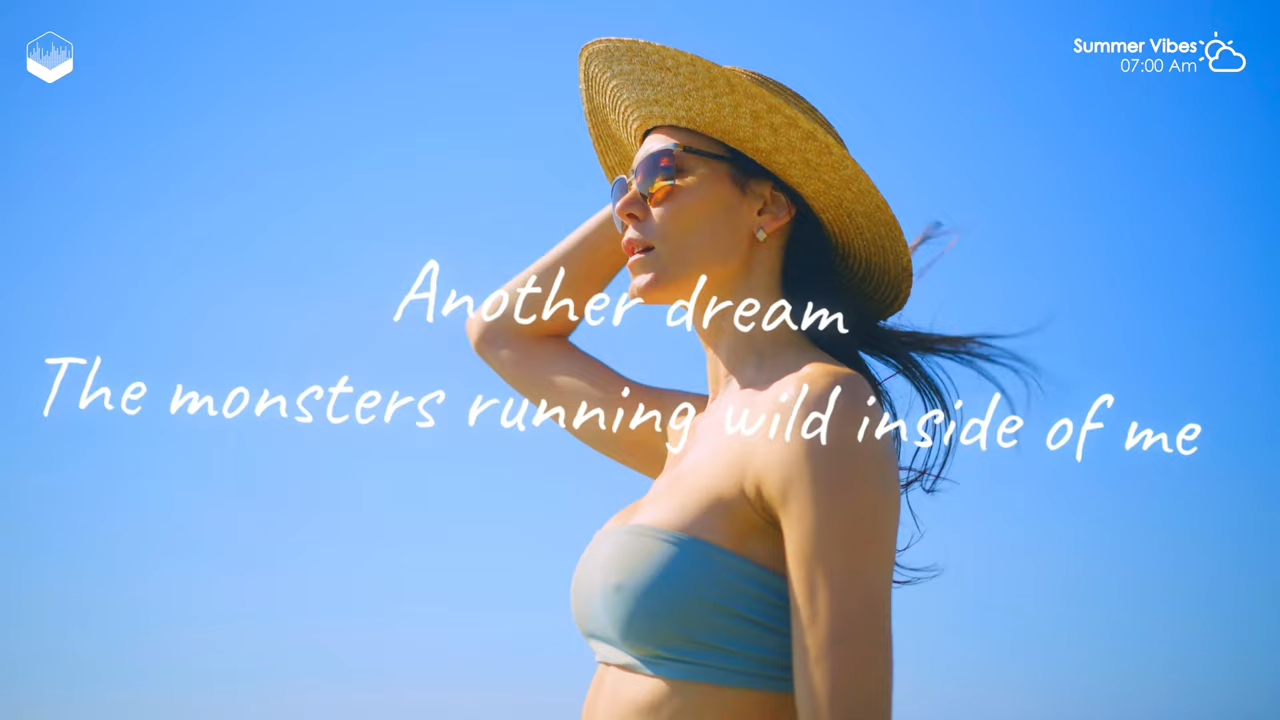 Summer Vibes
07:00 Am
Another dream
The monsters running wild inside of me